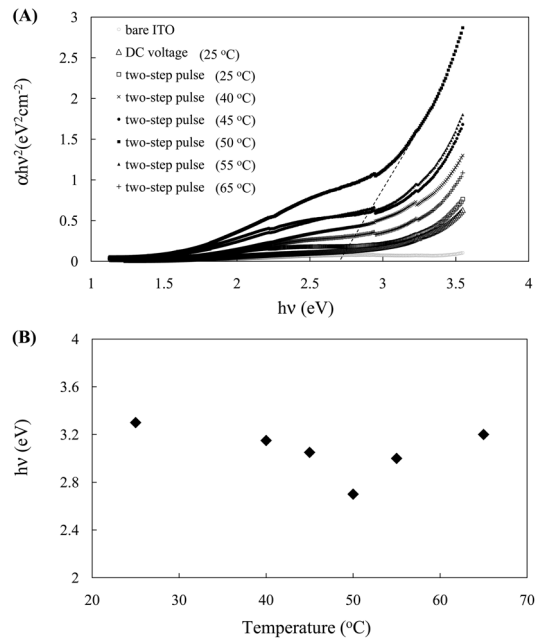 (A)
αhν²(eV²cm⁻²)
3
2.5
2
1.5
1
0.5
0
bare ITO
DC voltage (25 °C)
two-step pulse (25 °C)
two-step pulse (40 °C)
two-step pulse (45 °C)
two-step pulse (50 °C)
two-step pulse (55 °C)
two-step pulse (65 °C)
1 1.5 2 2.5 3 3.5 4
hν (eV)
(B)
hν (eV)
4
3.6
3.2
2.8
2.4
2
20 30 40 50 60 70
Temperature (°C)